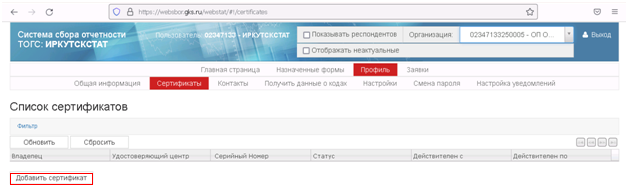 https://websbor.gks.ru/webstat/#!/certificates
Система сбора отчетности
ТОГС: ИРКУТСКСТАТ
Пользователь: 02347133 - ИРКУТСКСТАТ
Показывать респондентов Организация: 02347133250005 - ОП О... Выход
Отображать неактуальные
Главная страница Назначенные формы Профиль Заявки
Общая информация Сертификаты Контакты Получить данные о кодах Настройки Смена пароля Настройка уведомлений
Список сертификатов
Фильтр
Обновить Сбросить
Владелец Удостоверяющий центр Серийный Номер Статус Действителен с Действителен по
Добавить сертификат